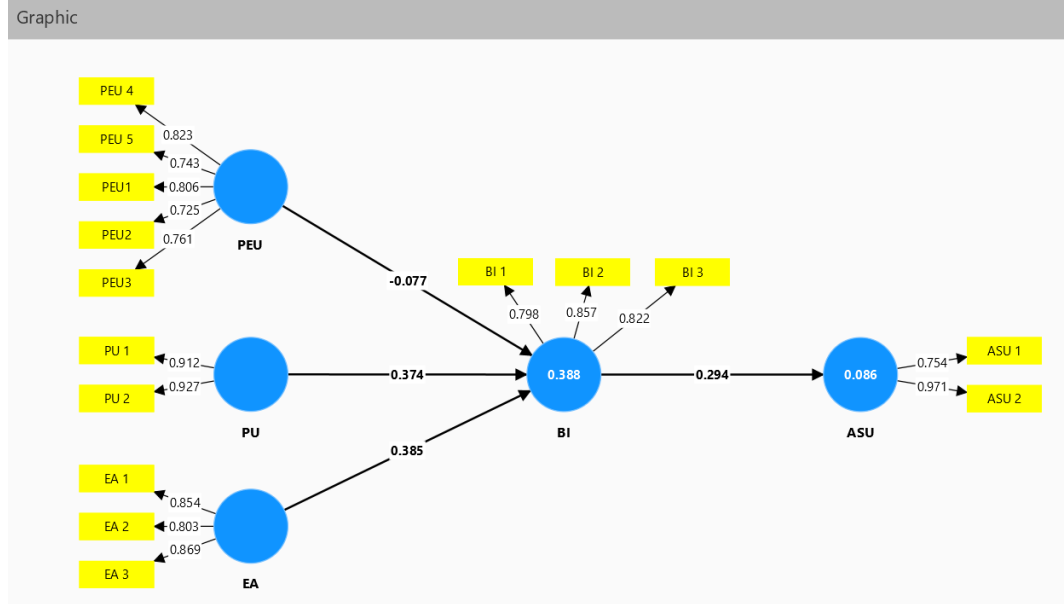 Graphic
PEU 4
0.823
PEU 5
0.743
PEU1
0.806
PEU2
0.725
PEU3
0.761
PEU
-0.077
BI 1
BI 2
BI 3
0.798
0.857
0.822
PU 1
0.912
PU 2
0.927
PU
0.374
0.388
BI
0.294
0.086
ASU
0.754
ASU 1
0.971
ASU 2
0.385
EA 1
0.854
EA 2
0.803
EA 3
0.869
EA